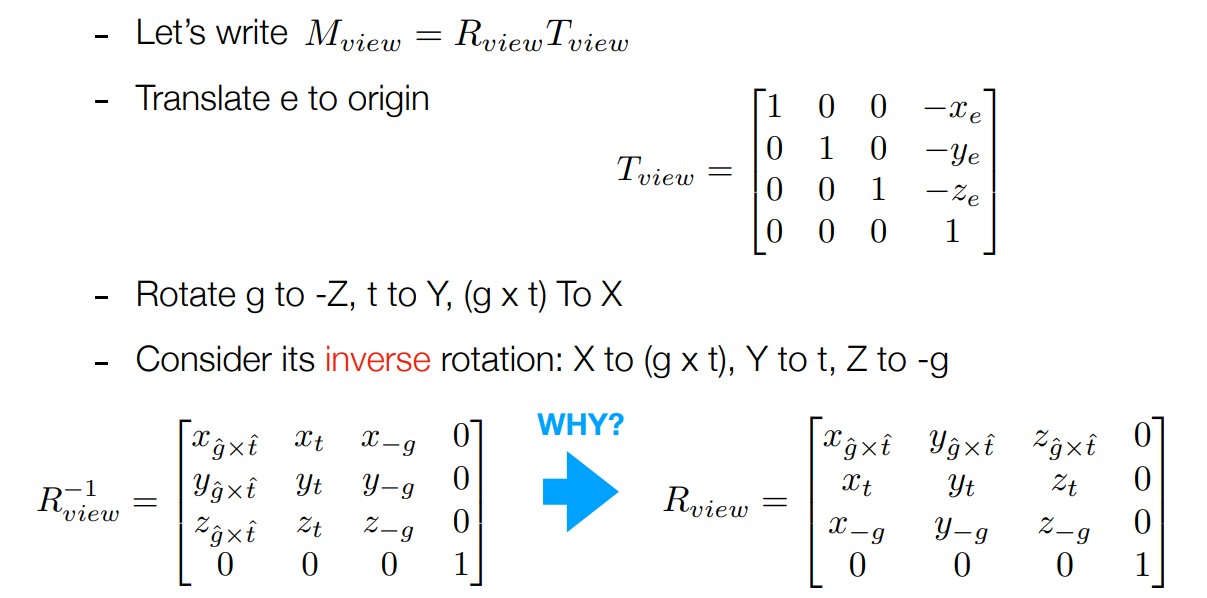 - Let’s write $M_{view} = R_{view}T_{view}$
- Translate e to origin
$T_{view} = \begin{bmatrix} 1 & 0 & 0 & -x_e \\ 0 & 1 & 0 & -y_e \\ 0 & 0 & 1 & -z_e \\ 0 & 0 & 0 & 1 \end{bmatrix}$
- Rotate g to -Z, t to Y, (g x t) To X
- Consider its inverse rotation: X to (g x t), Y to t, Z to -g
$R_{view}^{-1} = \begin{bmatrix} x_{\hat{g}\times\hat{t}} & x_t & x_{-g} & 0 \\ y_{\hat{g}\times\hat{t}} & y_t & y_{-g} & 0 \\ z_{\hat{g}\times\hat{t}} & z_t & z_{-g} & 0 \\ 0 & 0 & 0 & 1 \end{bmatrix}$
WHY?
$R_{view} = \begin{bmatrix} x_{\hat{g}\times\hat{t}} & y_{\hat{g}\times\hat{t}} & z_{\hat{g}\times\hat{t}} & 0 \\ x_t & y_t & z_t & 0 \\ x_{-g} & y_{-g} & z_{-g} & 0 \\ 0 & 0 & 0 & 1 \end{bmatrix}$